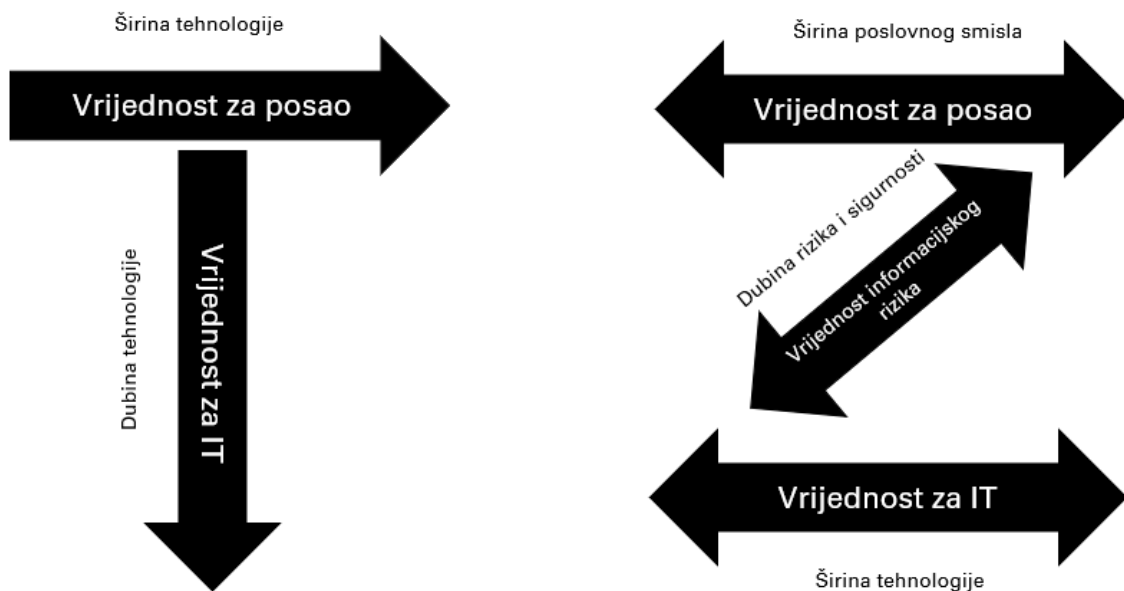 Širina tehnologije
Vrijednost za posao
Dubina tehnologije
Vrijednost za IT
Širina poslovnog smisla
Vrijednost za posao
Dubina rizika i sigurnosti
Vrijednost informacijskog
rizika
Vrijednost za IT
Širina tehnologije